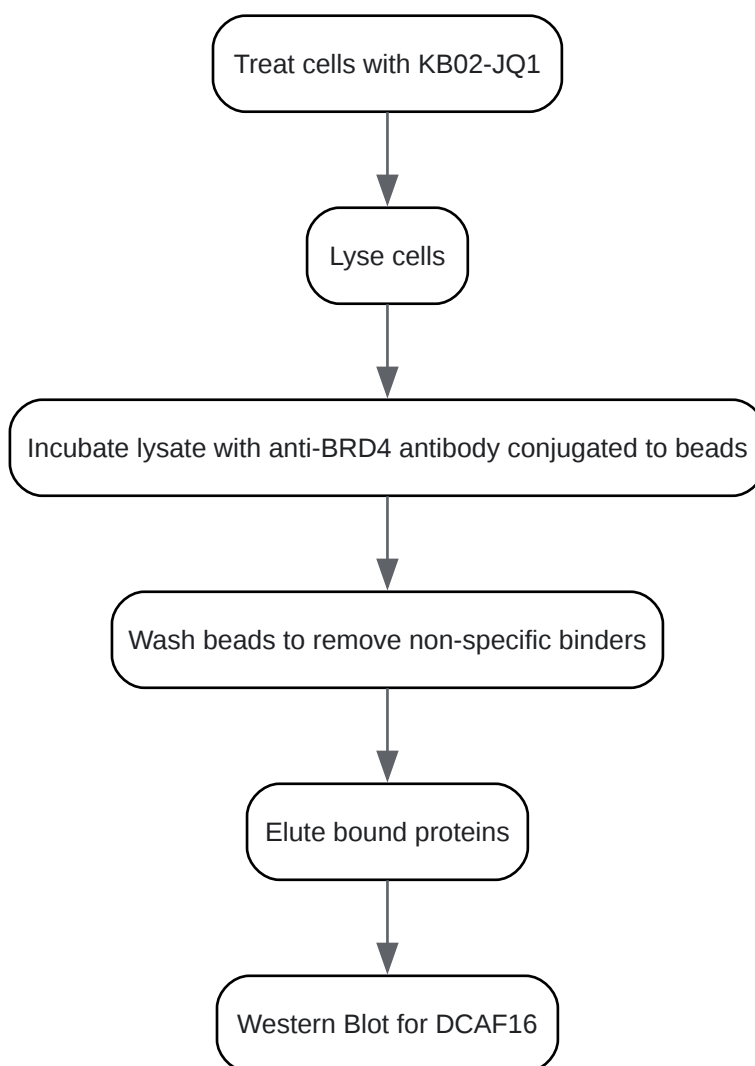 Treat cells with KB02-JQ1
Lyse cells
Incubate lysate with anti-BRD4 antibody conjugated to beads
Wash beads to remove non-specific binders
Elute bound proteins
Western Blot for DCAF16